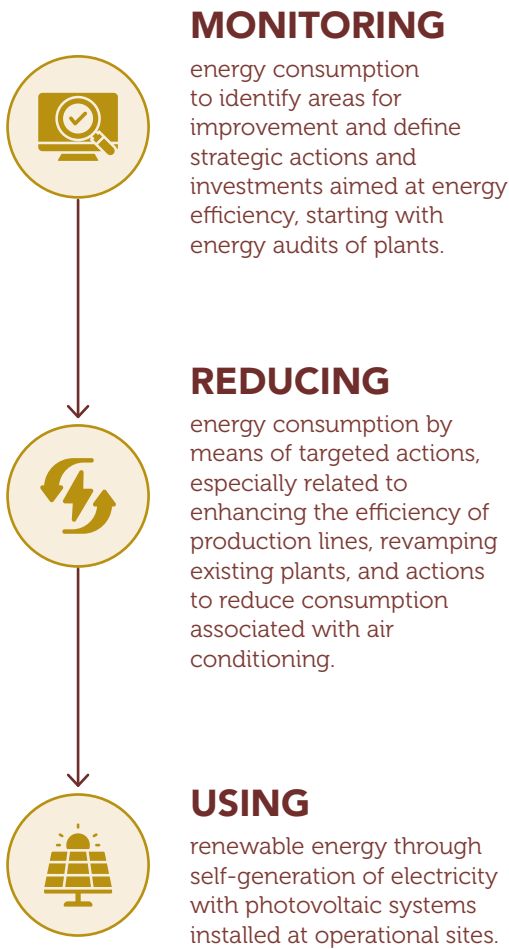 MONITORING
energy consumption
to identify areas for
improvement and define
strategic actions and
investments aimed at energy
efficiency, starting with
energy audits of plants.
REDUCING
energy consumption by
means of targeted actions,
especially related to
enhancing the efficiency of
production lines, revamping
existing plants, and actions
to reduce consumption
associated with air
conditioning.
USING
renewable energy through
self-generation of electricity
with photovoltaic systems
installed at operational sites.